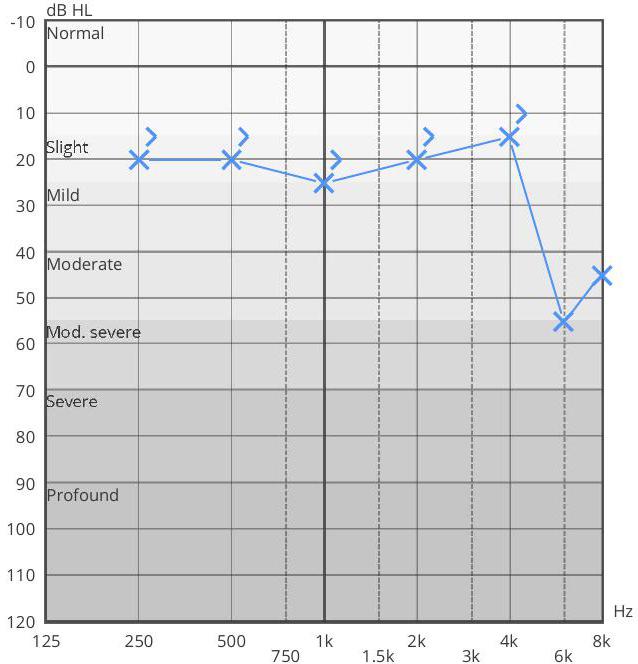 dB HL
-10
Normal
0
10
Slight
20
Mild
30
40
Moderate
50
Mod. severe
60
70
Severe
80
90
Profound
100
110
120
Hz
125 250 500 1k 2k 4k 8k
750 1.5k 3k 6k